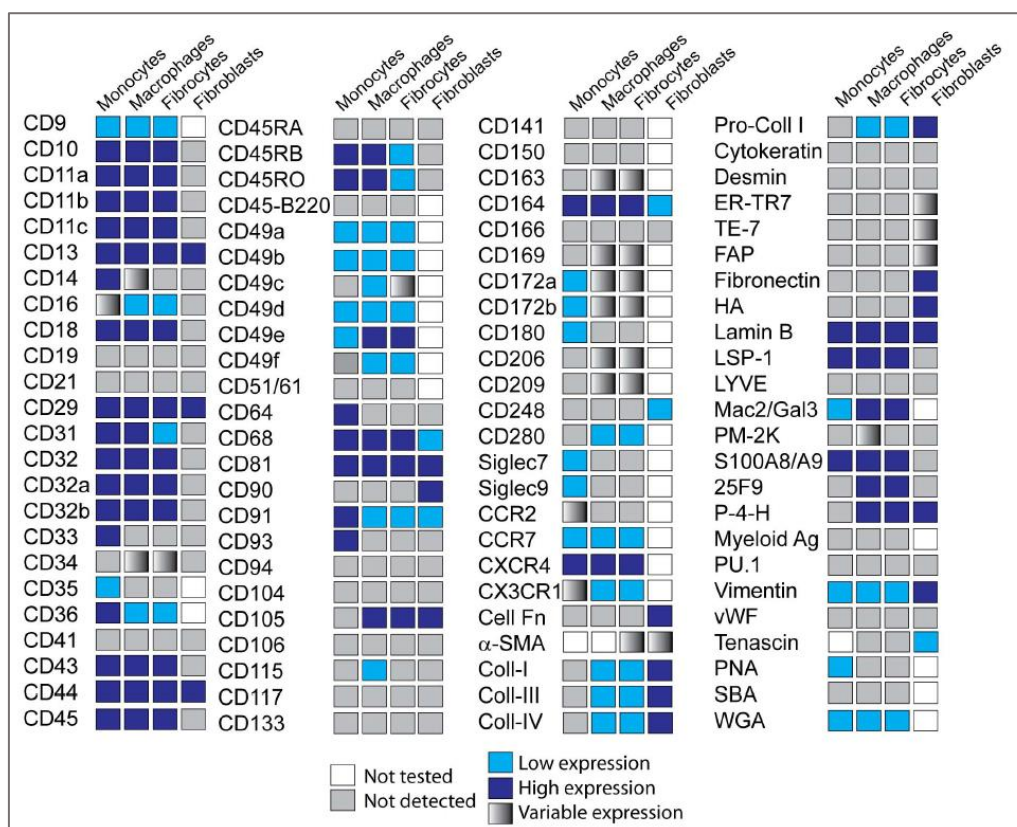 Monocytes
Macrophages
Fibrocytes
Fibroblasts
CD9
CD10
CD11a
CD11b
CD11c
CD13
CD14
CD16
CD18
CD19
CD21
CD29
CD31
CD32
CD32a
CD32b
CD33
CD34
CD35
CD36
CD41
CD43
CD44
CD45
Monocytes
Macrophages
Fibrocytes
Fibroblasts
CD45RA
CD45RB
CD45RO
CD45-B220
CD49a
CD49b
CD49c
CD49d
CD49e
CD49f
CD51/61
CD64
CD68
CD81
CD90
CD91
CD93
CD94
CD104
CD105
CD106
CD115
CD117
CD133
Monocytes
Macrophages
Fibrocytes
Fibroblasts
CD141
CD150
CD163
CD164
CD166
CD169
CD172a
CD172b
CD180
CD206
CD209
CD248
CD280
Siglec7
Siglec9
CCR2
CCR7
CXCR4
CX3CR1
Cell Fn
α-SMA
Coll-I
Coll-III
Coll-IV
Monocytes
Macrophages
Fibrocytes
Fibroblasts
Pro-Coll I
Cytokeratin
Desmin
ER-TR7
TE-7
FAP
Fibronectin
HA
Lamin B
LSP-1
LYVE
Mac2/Gal3
PM-2K
S100A8/A9
25F9
P-4-H
Myeloid Ag
PU.1
Vimentin
vWF
Tenascin
PNA
SBA
WGA
Not tested
Not detected
Low expression
High expression
Variable expression